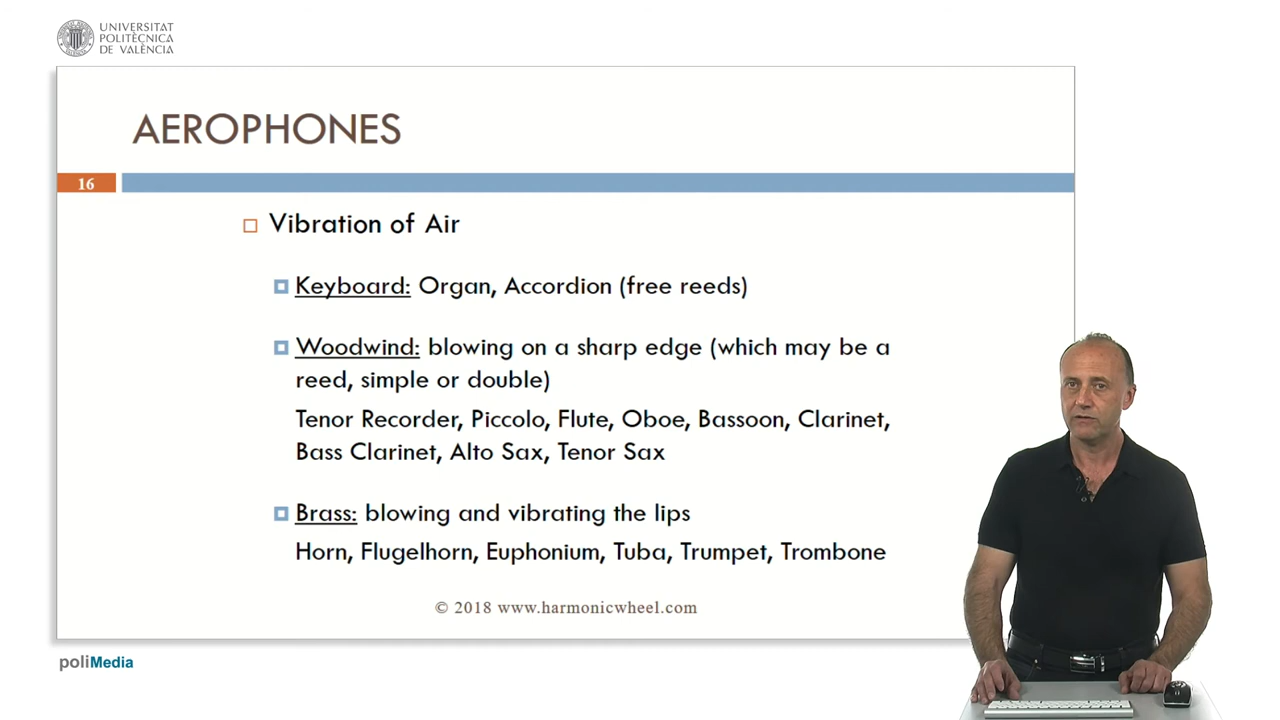 UNIVERSITAT
POLITÈCNICA
DE VALÈNCIA
AEROPHONES
16
Vibration of Air
Keyboard: Organ, Accordion (free reeds)
Woodwind: blowing on a sharp edge (which may be a
reed, simple or double)
Tenor Recorder, Piccolo, Flute, Oboe, Bassoon, Clarinet,
Bass Clarinet, Alto Sax, Tenor Sax
Brass: blowing and vibrating the lips
Horn, Flugelhorn, Euphonium, Tuba, Trumpet, Trombone
© 2018 www.harmonicwheel.com
poliMedia